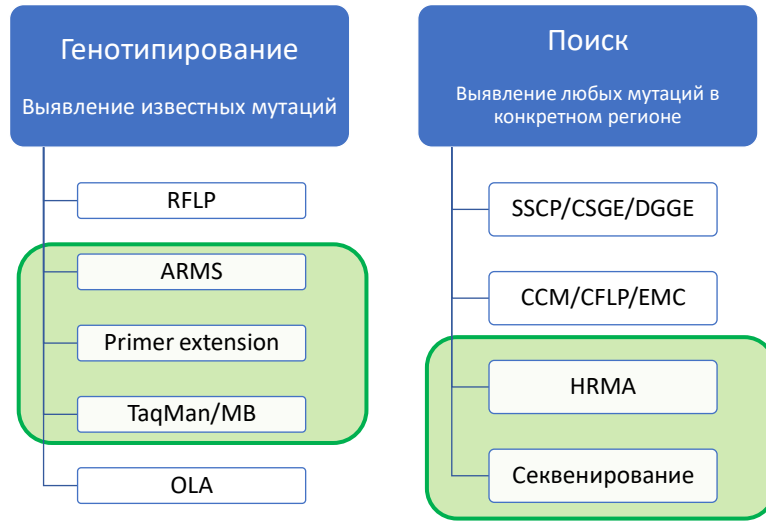 Генотипирование
Выявление известных мутаций
RFLP
ARMS
Primer extension
TaqMan/MB
OLA
Поиск
Выявление любых мутаций в
конкретном регионе
SSCP/CSGE/DGGE
CCM/CFLP/EMC
HRMA
Секвенирование